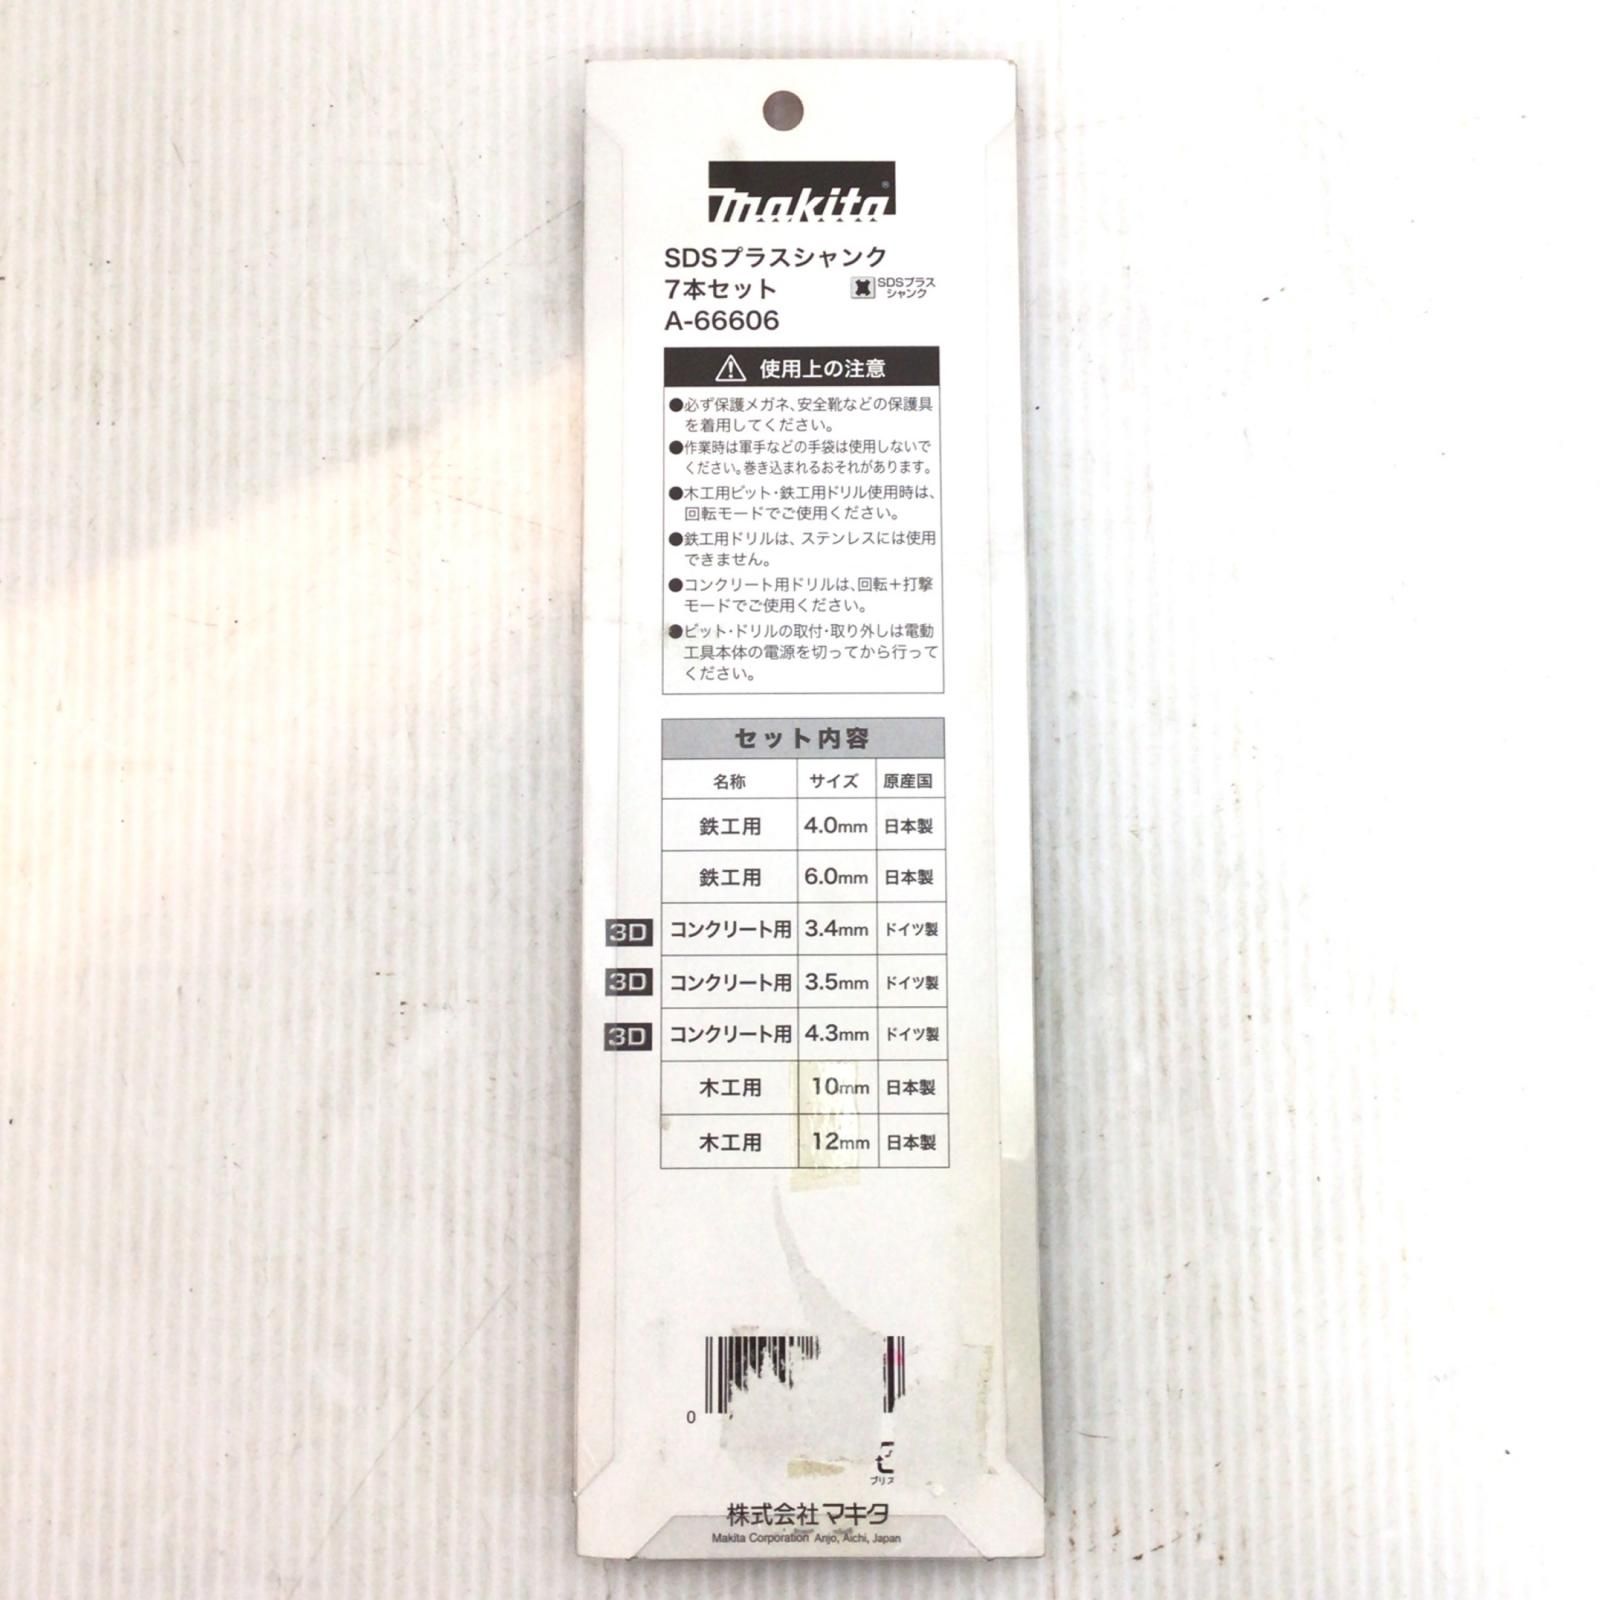 makita®
SDSプラスシャンク
7本セット
SDSプラス
シャンク
A-66606
使用上の注意
●必ず保護メガネ、安全靴などの保護具
を着用してください。
●作業時は軍手などの手袋は使用しないで
ください。巻き込まれるおそれがあります。
●木工用ビット・鉄工用ドリル使用時は、
回転モードでご使用ください。
●鉄工用ドリルは、ステンレスには使用
できません。
●コンクリート用ドリルは、回転＋打撃
モードでご使用ください。
●ビット・ドリルの取付・取り外しは電動
工具本体の電源を切ってから行って
ください。
セット内容
名称 サイズ 原産国
鉄工用 4.0mm 日本製
鉄工用 6.0mm 日本製
3D コンクリート用 3.4mm ドイツ製
3D コンクリート用 3.5mm ドイツ製
3D コンクリート用 4.3mm ドイツ製
木工用 10mm 日本製
木工用 12mm 日本製
0
株式会社マキタ
Makita Corporation Anjo, Aichi, Japan